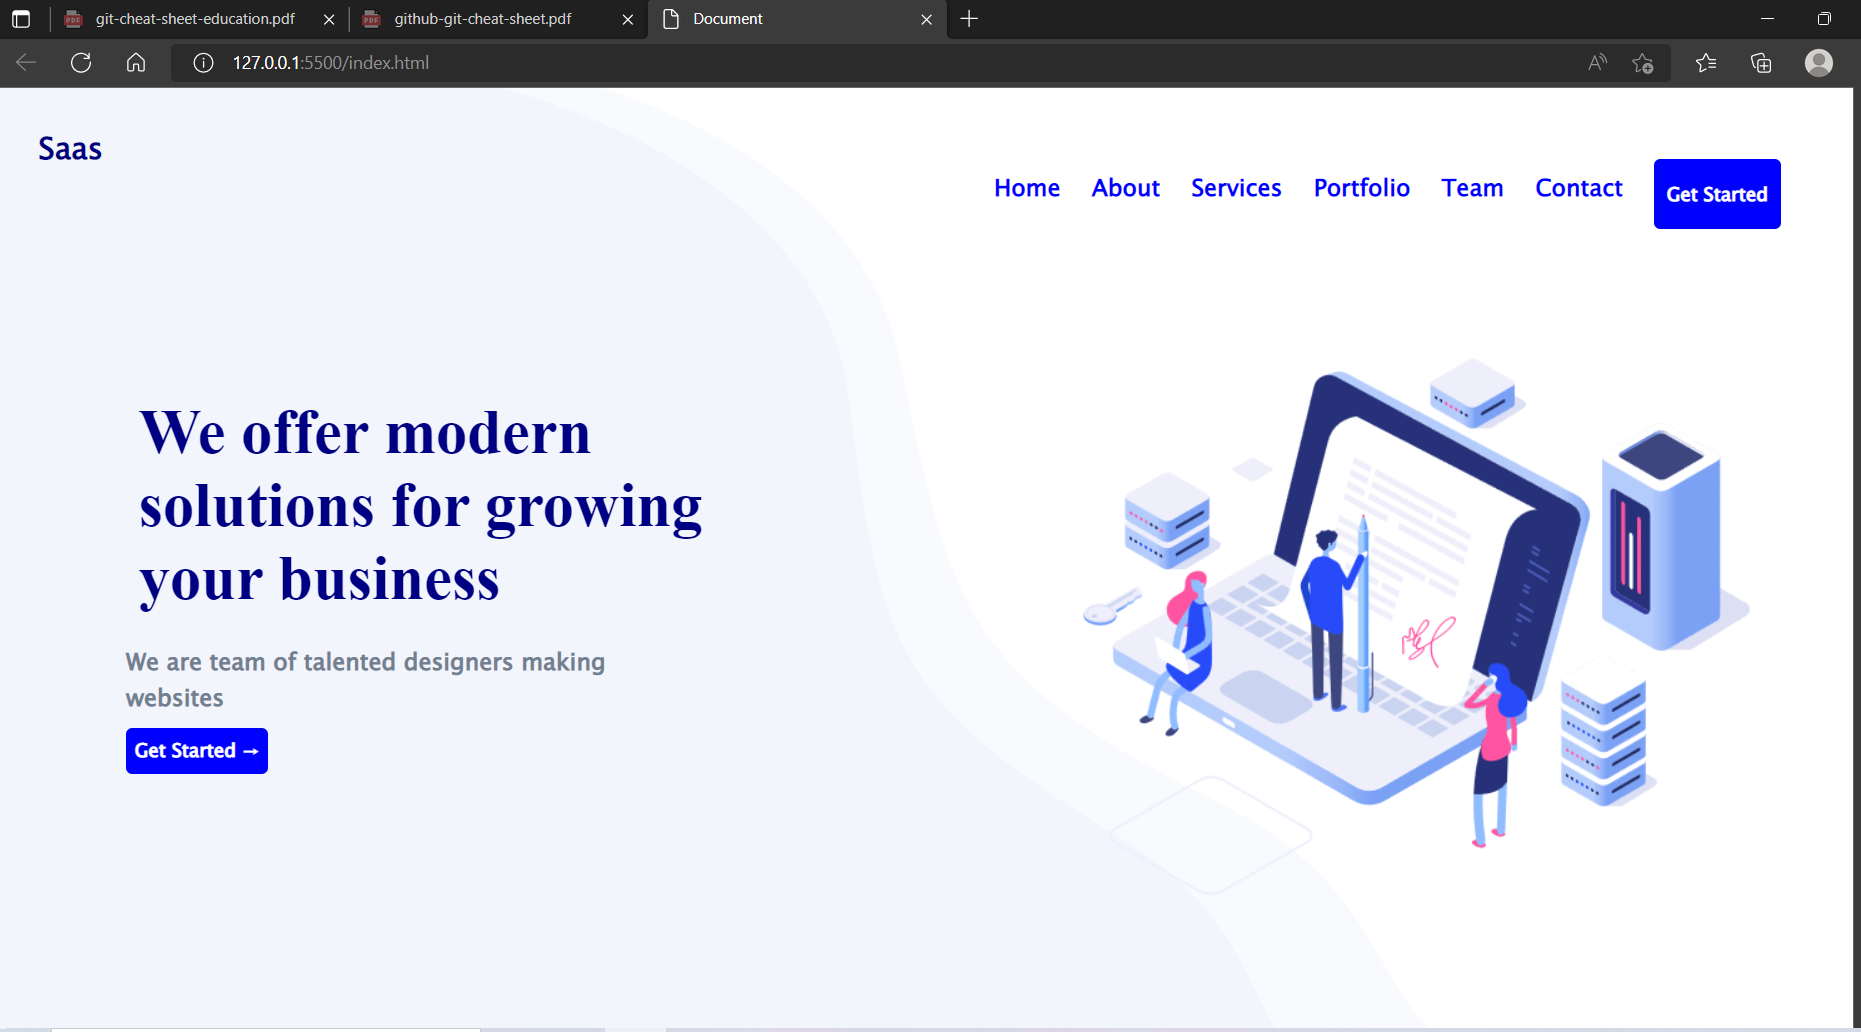 git-cheat-sheet-education.pdf
github-git-cheat-sheet.pdf
Document
127.0.0.1:5500/index.html
Saas
Home About Services Portfolio Team Contact Get Started
We offer modern
solutions for growing
your business
We are team of talented designers making
websites
Get Started →